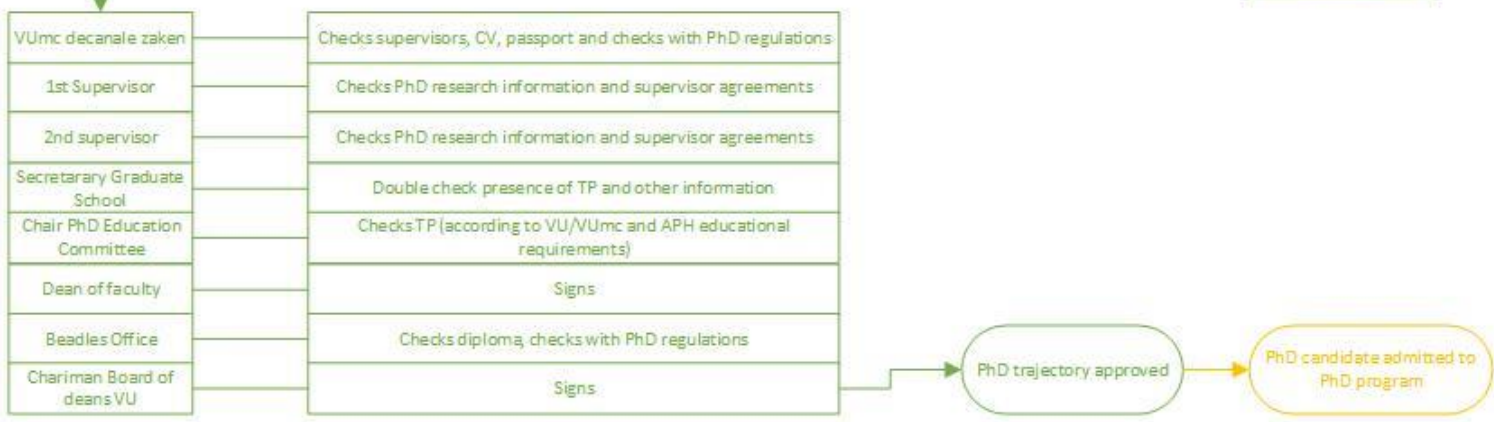 VUmc decanale zaken
Checks supervisors, CV, passport and checks with PhD regulations
1st Supervisor
Checks PhD research information and supervisor agreements
2nd supervisor
Checks PhD research information and supervisor agreements
Secretarary Graduate
School
Double check presence of TP and other information
Chair PhD Education
Committee
Checks TP (according to VU/VUmc and APH educational
requirements)
Dean of faculty
Signs
Beadles Office
Checks diploma, checks with PhD regulations
Chariman Board of
deans VU
Signs
PhD trajectory approved
PhD candidate admitted to
PhD program